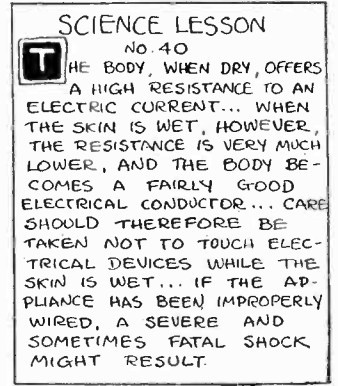 SCIENCE LESSON
NO. 40
THE BODY, WHEN DRY, OFFERS
A HIGH RESISTANCE TO AN
ELECTRIC CURRENT... WHEN
THE SKIN IS WET, HOWEVER,
THE RESISTANCE IS VERY MUCH
LOWER, AND THE BODY BE-
COMES A FAIRLY GOOD
ELECTRICAL CONDUCTOR... CARE
SHOULD THEREFORE BE
TAKEN NOT TO TOUCH ELEC-
TRICAL DEVICES WHILE THE
SKIN IS WET... IF THE AP-
PLIANCE HAS BEEN IMPROPERLY
WIRED, A SEVERE AND
SOMETIMES FATAL SHOCK
MIGHT RESULT.